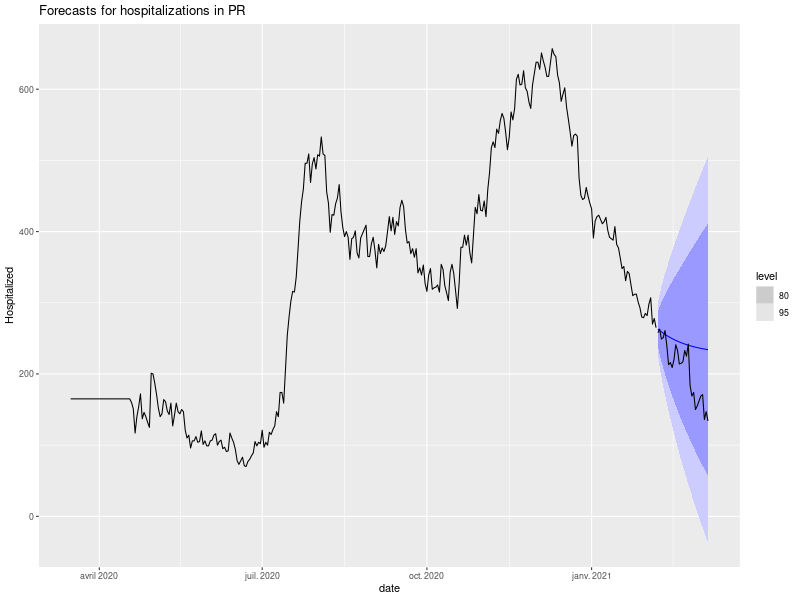 Forecasts for hospitalizations in PR
Hospitalized
600
400
200
0
avril 2020
juil. 2020
oct. 2020
janv. 2021
date
level
80
95